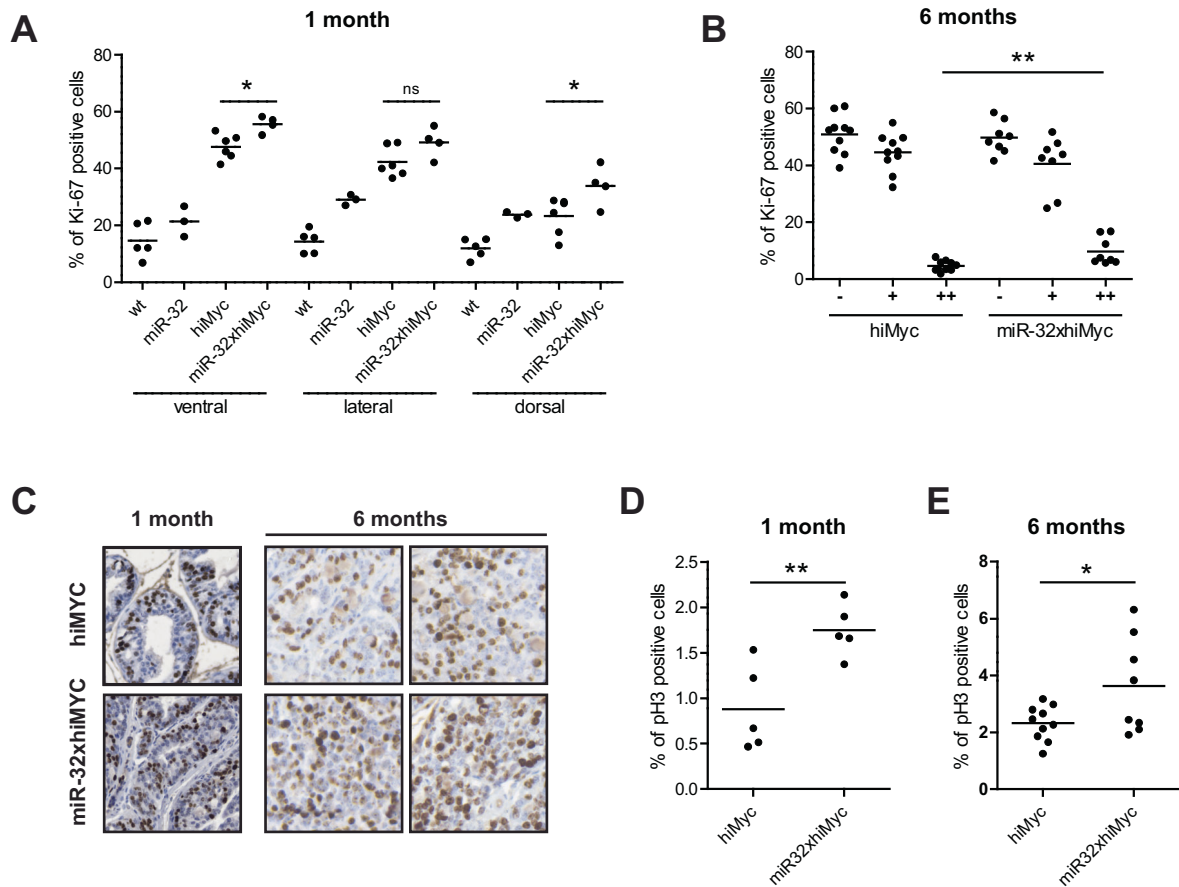 A
1 month
% of Ki-67 positive cells
80
60
40
20
0
*
ns
*
wt
miR-32
hiMyc
miR-32xhiMyc
wt
miR-32
hiMyc
miR-32xhiMyc
wt
miR-32
hiMyc
miR-32xhiMyc
ventral
lateral
dorsal
B
6 months
% of Ki-67 positive cells
80
60
40
20
0
**
- + ++ - + ++
hiMyc
miR-32xhiMyc
C
1 month
6 months
hiMYC
miR-32xhiMYC
D
1 month
% of pH3 positive cells
2.5
2.0
1.5
1.0
0.5
0.0
**
hiMyc
miR32xhiMyc
E
6 months
% of pH3 positive cells
8
6
4
2
0
*
hiMyc
miR32xhiMyc